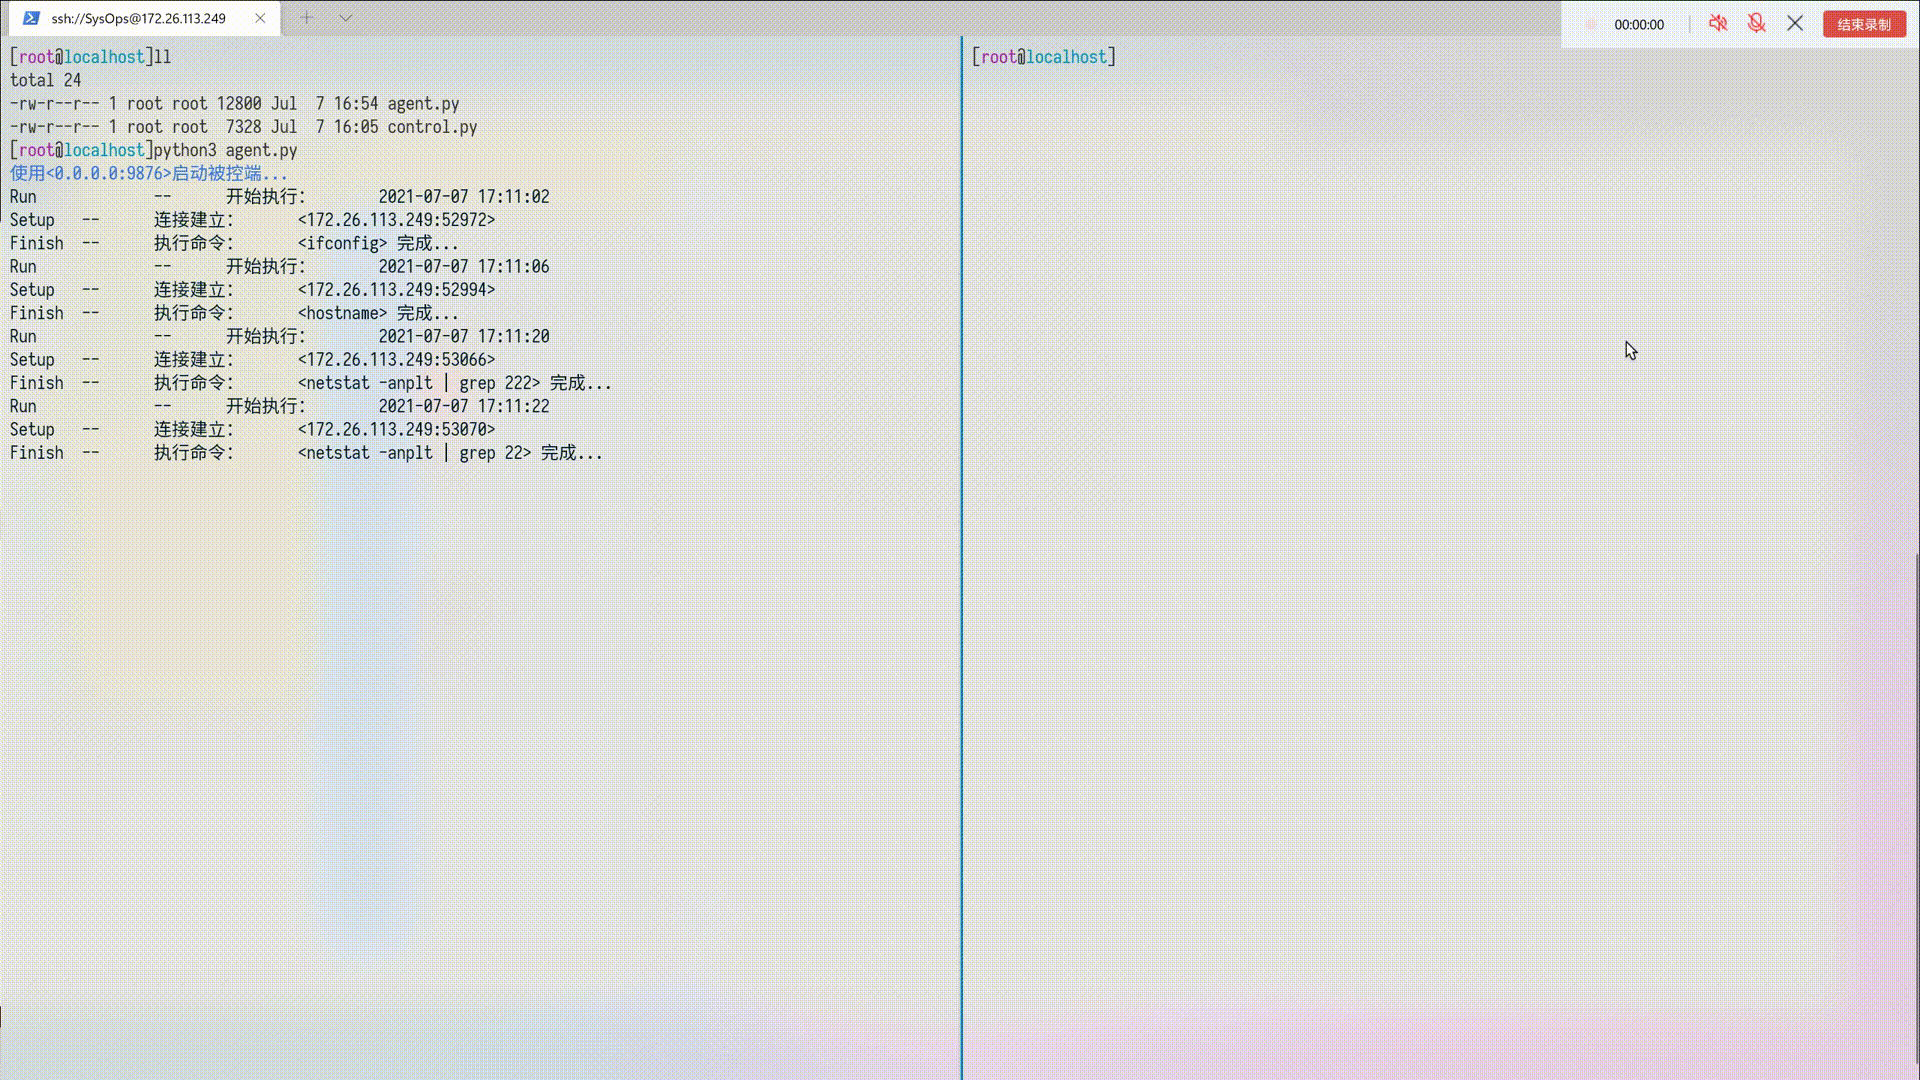 ssh://SysOps@172.26.113.249
00:00:00
结束录制
[root@localhost]ll
total 24
-rw-r--r-- 1 root root 12800 Jul  7 16:54 agent.py
-rw-r--r-- 1 root root  7328 Jul  7 16:05 control.py
[root@localhost]python3 agent.py
使用<0.0.0.0:9876>启动被控端...
Run -- 开始执行: 2021-07-07 17:11:02
Setup -- 连接建立: <172.26.113.249:52972>
Finish -- 执行命令: <ifconfig> 完成...
Run -- 开始执行: 2021-07-07 17:11:06
Setup -- 连接建立: <172.26.113.249:52994>
Finish -- 执行命令: <hostname> 完成...
Run -- 开始执行: 2021-07-07 17:11:20
Setup -- 连接建立: <172.26.113.249:53066>
Finish -- 执行命令: <netstat -anplt | grep 222> 完成...
Run -- 开始执行: 2021-07-07 17:11:22
Setup -- 连接建立: <172.26.113.249:53070>
Finish -- 执行命令: <netstat -anplt | grep 22> 完成...
[root@localhost]